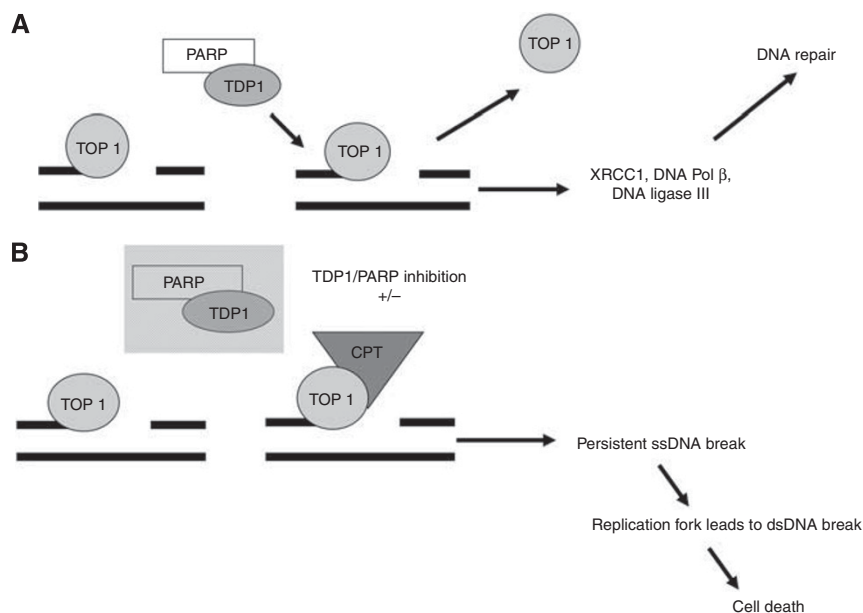 A
PARP
TDP1
TOP 1
TOP 1
TOP 1
DNA repair
XRCC1, DNA Pol β,
DNA ligase III
B
PARP
TDP1
TDP1/PARP inhibition
+/–
CPT
TOP 1
TOP 1
Persistent ssDNA break
Replication fork leads to dsDNA break
Cell death